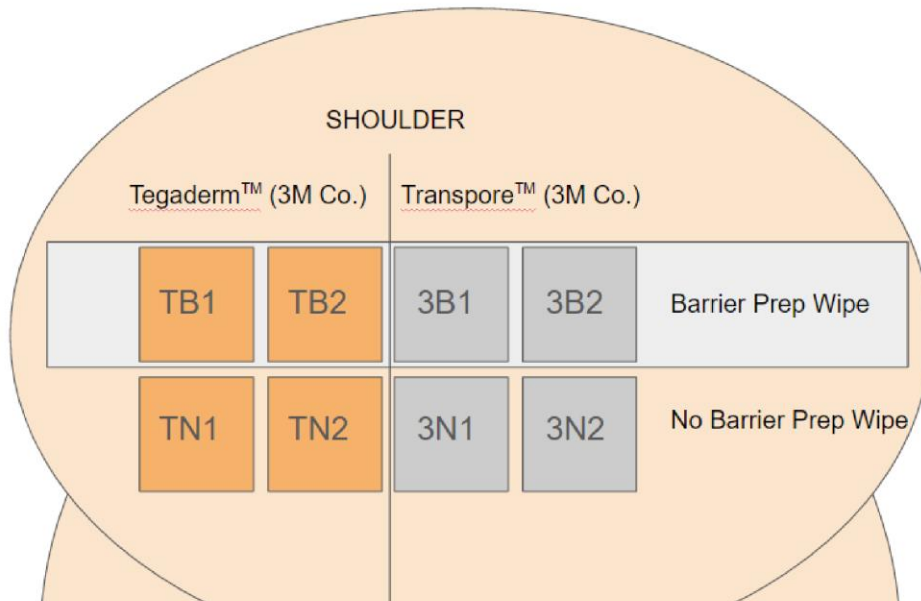 SHOULDER
Tegaderm™ (3M Co.) Transpore™ (3M Co.)
TB1 TB2 3B1 3B2 Barrier Prep Wipe
TN1 TN2 3N1 3N2 No Barrier Prep Wipe